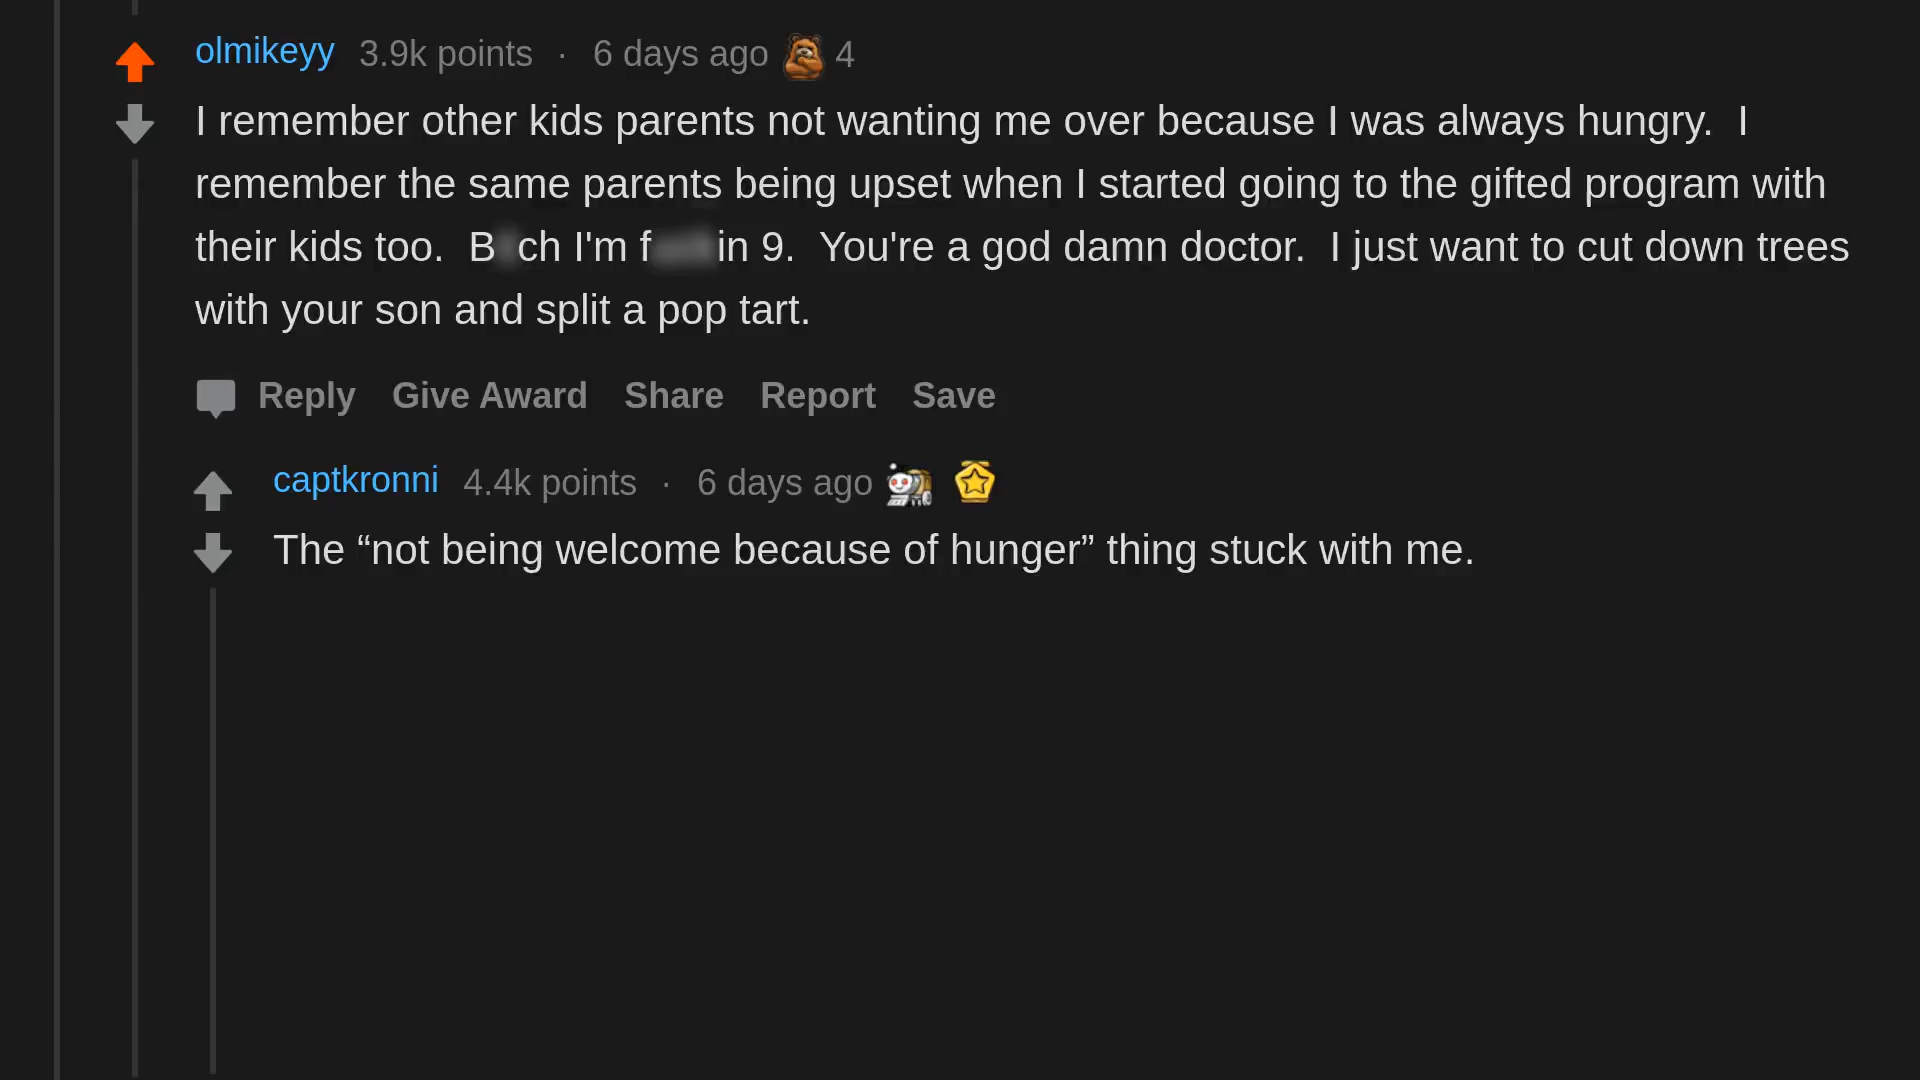 olmikeyy 3.9k points · 6 days ago 4
I remember other kids parents not wanting me over because I was always hungry.  I
remember the same parents being upset when I started going to the gifted program with
their kids too.  B ch I'm f in 9.  You're a god damn doctor.  I just want to cut down trees
with your son and split a pop tart.
Reply Give Award Share Report Save
captkronni 4.4k points · 6 days ago
The “not being welcome because of hunger” thing stuck with me.